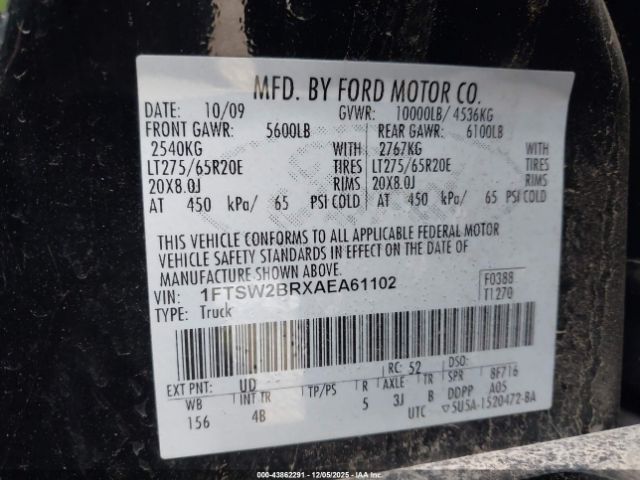 MFD. BY FORD MOTOR CO.
DATE: 10/09 GVWR: 10000LB/ 4536KG
FRONT GAWR: 5600LB REAR GAWR: 6100LB
2540KG WITH 2767KG WITH
LT275/65R20E TIRES LT275/65R20E TIRES
20X8.0J RIMS 20X8.0J RIMS
AT 450 kPa/ 65 PSI COLD AT 450 kPa/ 65 PSI COLD
THIS VEHICLE CONFORMS TO ALL APPLICABLE FEDERAL MOTOR
VEHICLE SAFETY STANDARDS IN EFFECT ON THE DATE OF
MANUFACTURE SHOWN ABOVE.
VIN: 1FTSW2BRXAEA61102 F0388
TYPE: Truck T1270
RC: 52 DSO:
EXT PNT: UD
WB INT TR TP/PS R AXLE TR SPR 8F716
156 4B 5 3J B DDPP A05
UTC ▽5U5A-1520472-BA
000-43862291 - 12/05/2025 - IAAI.COM